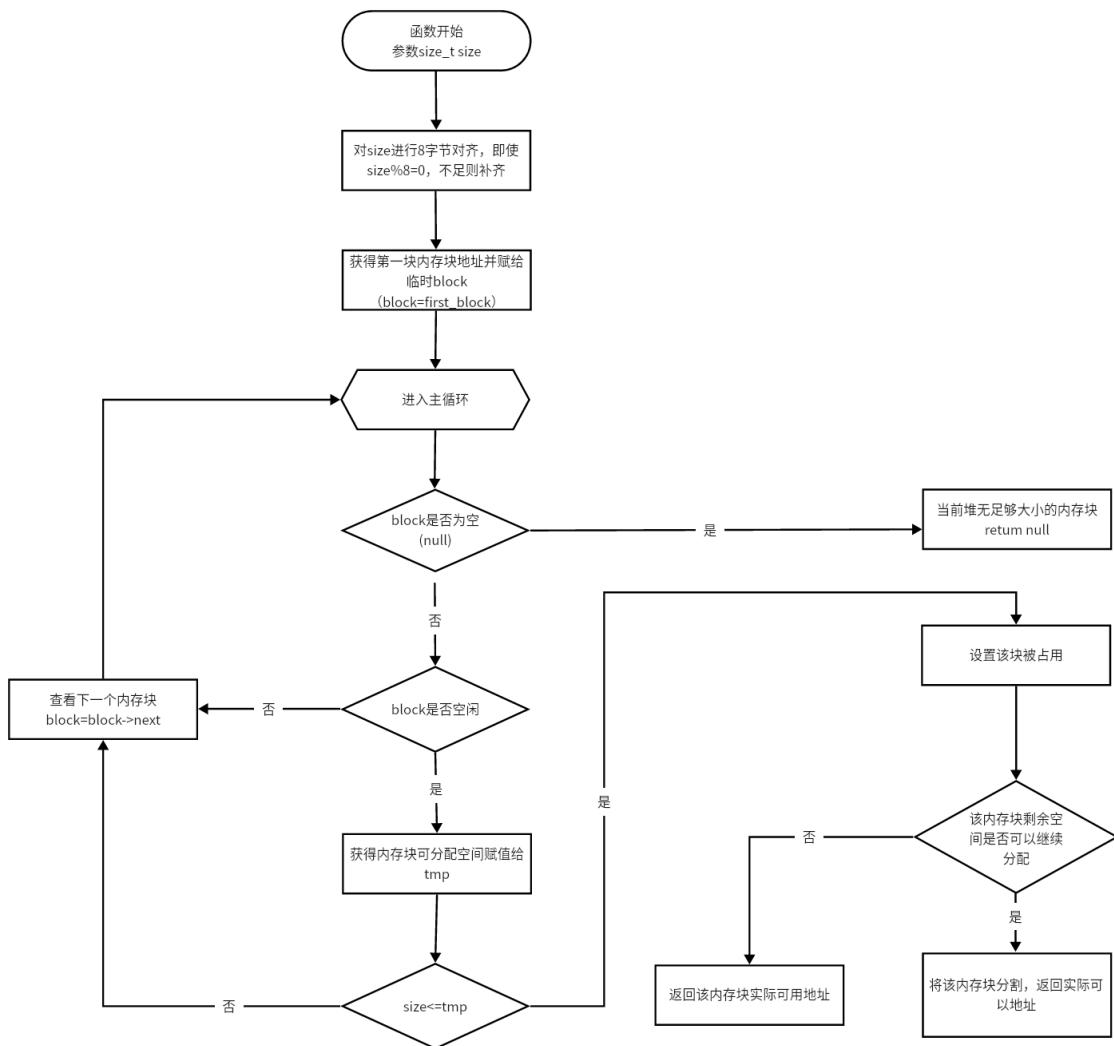 函数开始
参数size_t size
对size进行8字节对齐，即使
size%8=0，不足则补齐
获得第一块内存块地址并赋给
临时block
（block=first_block）
进入主循环
block是否为空
(null)
是
当前堆无足够大小的内存块
retum null
否
设置该块被占用
查看下一个内存块
block=block->next
否
block是否空闲
是
是
获得内存块可分配空间赋值给
tmp
该内存块剩余空
间是否可以继续
分配
否
是
size<=tmp
否
返回该内存块实际可用地址
将该内存块分割，返回实际可
以地址